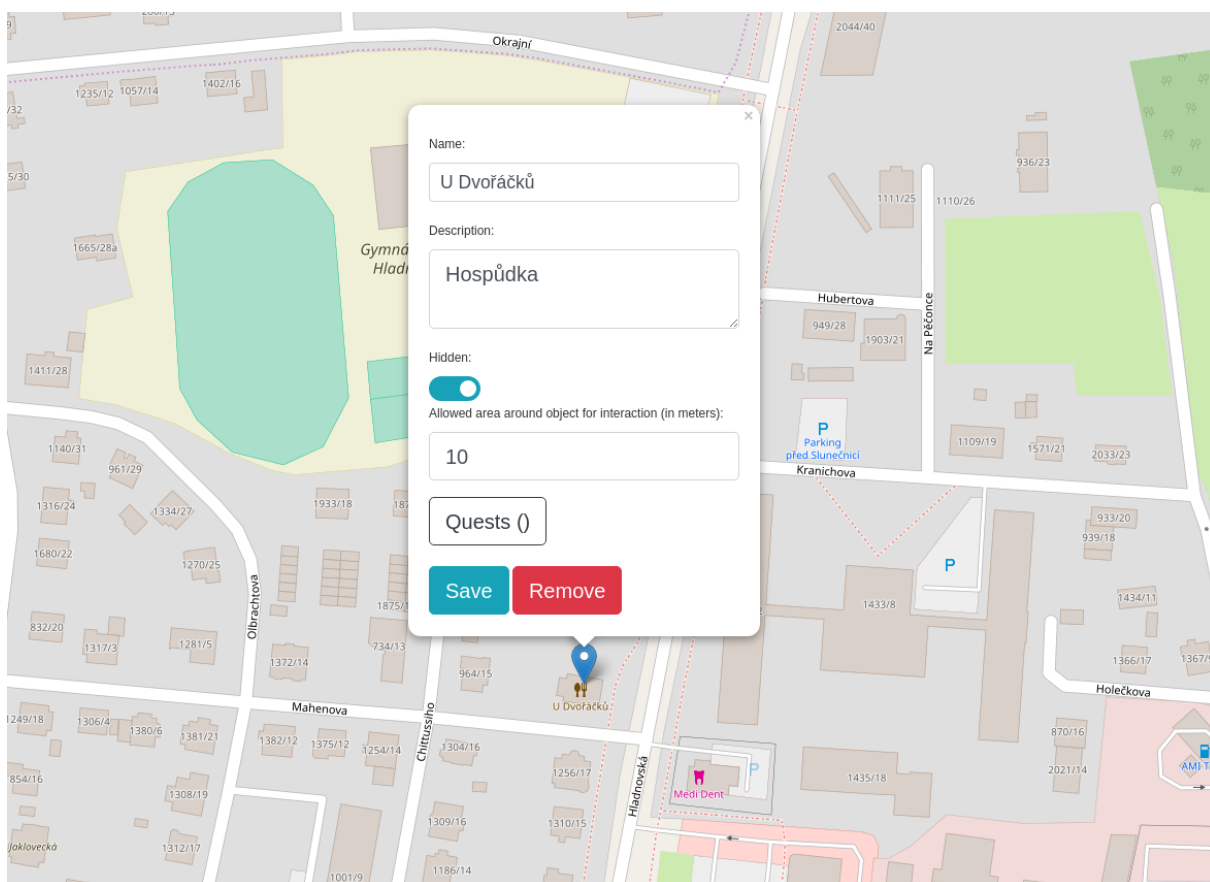 2044/40
Okrajní
1402/16
1235/12
1057/14
/32
936/23
5/30
×
Name:
U Dvořáčků
1111/25
1110/26
Description:
1665/28a
Hospůdka
Hubertova
Na Pěčonce
949/28
1903/21
Hidden:
1411/28
Allowed area around object for interaction (in meters):
10
P
Parking
před Slunečnicí
1109/19
1571/21
2033/23
Kranichova
1140/31
961/29
1316/24
1334/27
1933/18
Quests ()
933/20
939/18
1680/22
1270/25
P
Olbrachtova
Save
Remove
1433/8
1434/11
832/20
1317/3
1281/5
1372/14
734/13
964/15
1366/17
Holečkova
U Dvořáčků
Mahenova
Chittussiho
1249/18
1306/4
1380/6
1381/21
1382/12
1375/12
1254/14
1304/16
870/16
Hladnovská
1256/17
P
Medi Dent
1435/18
2021/14
854/16
1308/19
1309/16
1310/15
Jaklovecká
1312/17
1001/9
1186/14